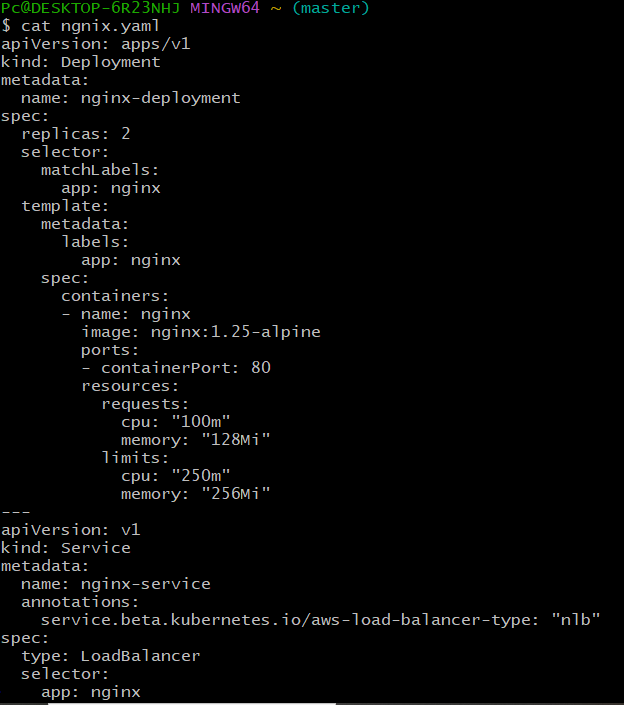 Pc@DESKTOP-6R23NHJ MINGW64 ~ (master)
$ cat ngnix.yaml
apiVersion: apps/v1
kind: Deployment
metadata:
  name: nginx-deployment
spec:
  replicas: 2
  selector:
    matchLabels:
      app: nginx
  template:
    metadata:
      labels:
        app: nginx
    spec:
      containers:
      - name: nginx
        image: nginx:1.25-alpine
        ports:
        - containerPort: 80
        resources:
          requests:
            cpu: "100m"
            memory: "128Mi"
          limits:
            cpu: "250m"
            memory: "256Mi"
---
apiVersion: v1
kind: Service
metadata:
  name: nginx-service
  annotations:
    service.beta.kubernetes.io/aws-load-balancer-type: "nlb"
spec:
  type: LoadBalancer
  selector:
    app: nginx